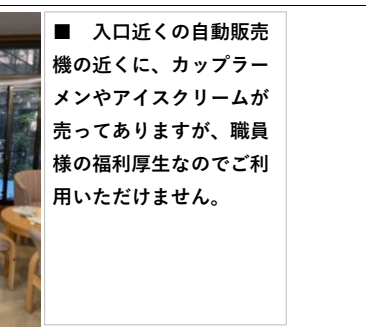 ■　入口近くの自動販売
機の近くに、カップラー
メンやアイスクリームが
売ってありますが、職員
様の福利厚生なのでご利
用いただけません。